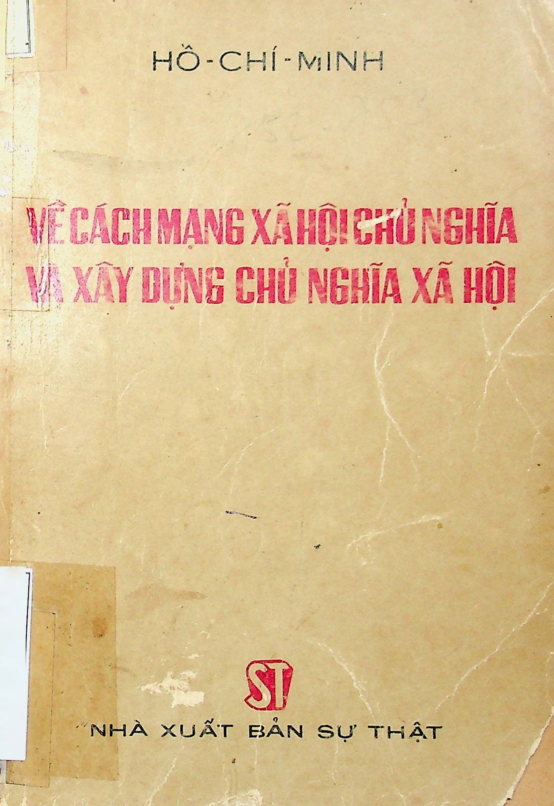 HỒ-CHÍ-MINH
VỀ CÁCH MẠNG XÃ HỘI CHỦ NGHĨA
VÀ XÂY DỰNG CHỦ NGHĨA XÃ HỘI
ST
NHÀ XUẤT BẢN SỰ THẬT